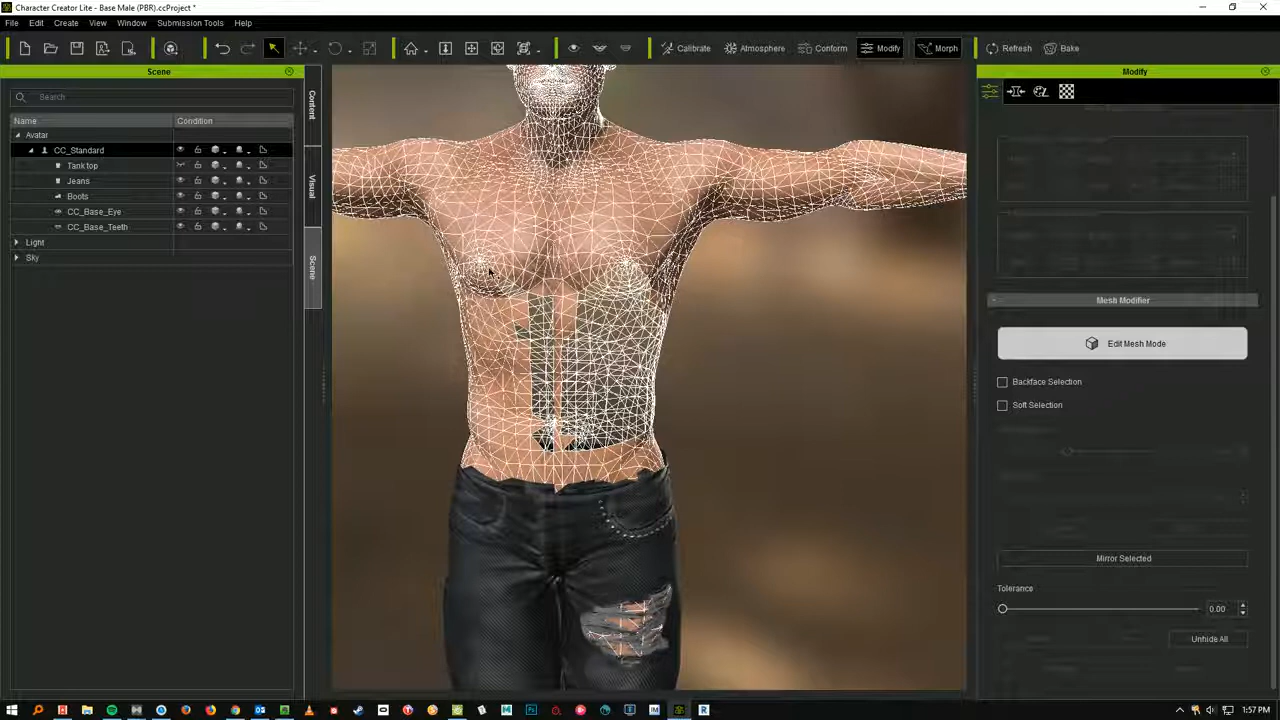 Character Creator Lite - Base Male (PBR).ccProject *
File Edit Create View Window Submission Tools Help
Calibrate Atmosphere Conform Modify Morph Refresh Bake
Scene
Search
Name Condition
Avatar
CC_Standard
Tank top
Jeans
Boots
CC_Base_Eye
CC_Base_Teeth
Light
Sky
Content
Visual
Scene
Modify
Mesh Modifier
Edit Mesh Mode
Backface Selection
Soft Selection
Mirror Selected
Tolerance
0.00
Unhide All
1:57 PM